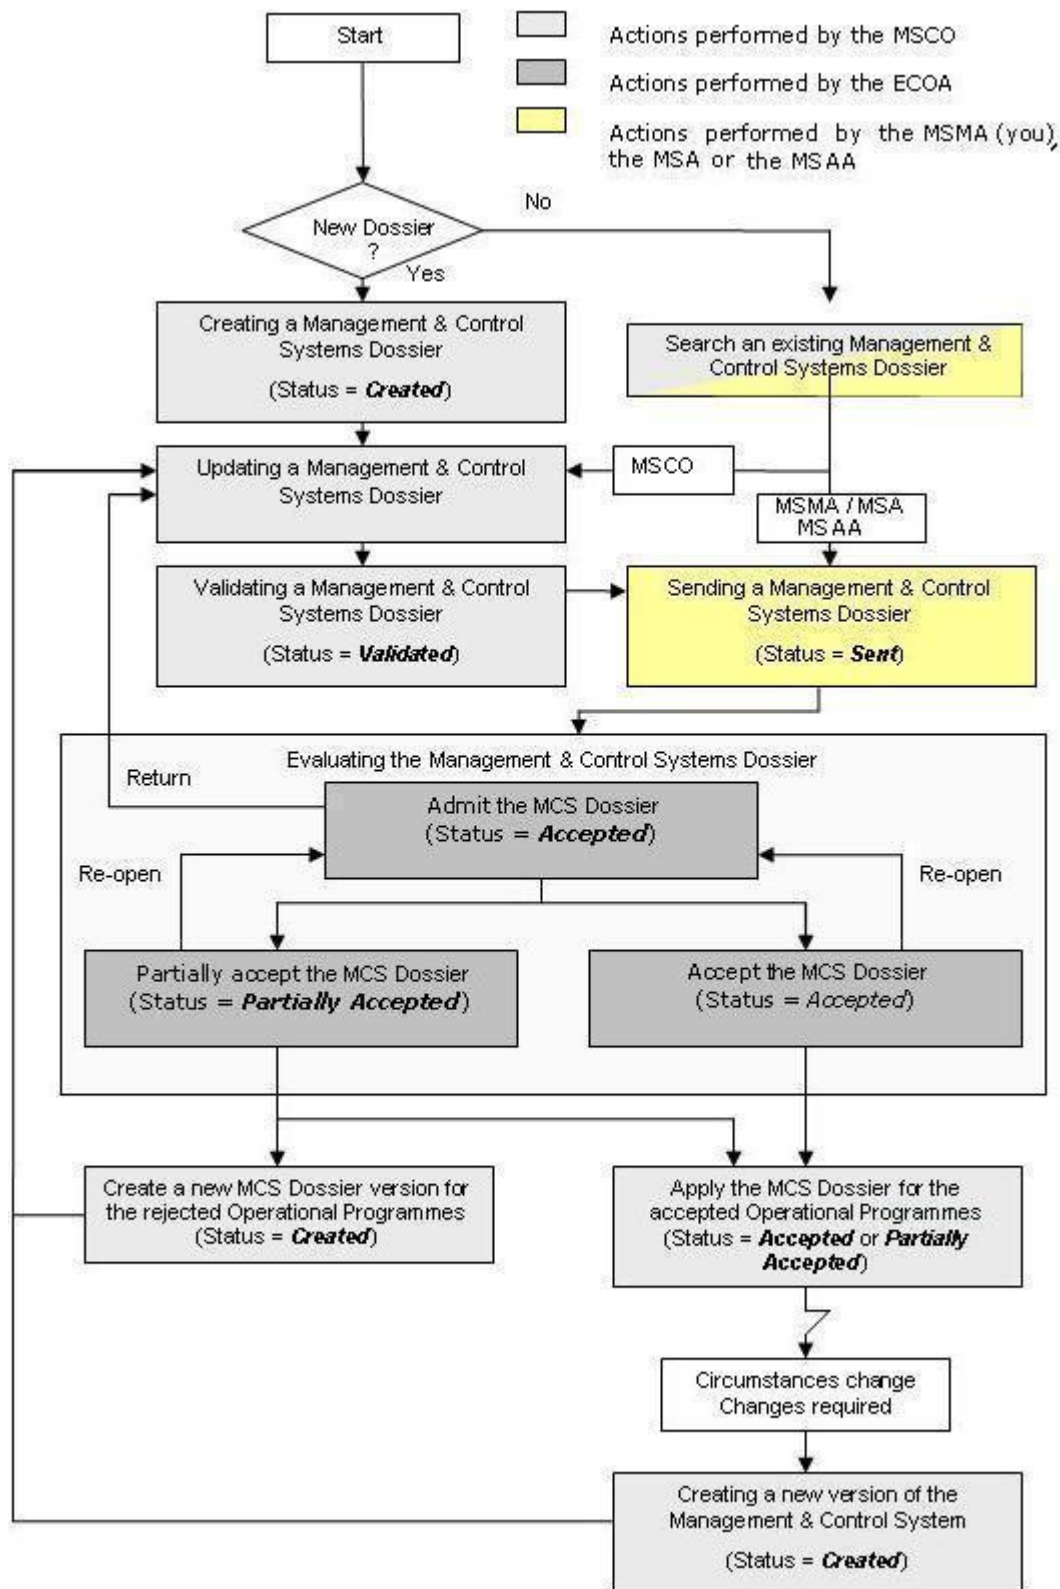 Start
Actions performed by the MSCO
Actions performed by the ECOA
Actions performed by the MSMA (you),
the MSA or the MSAA
No
New Dossier
?
Yes
Creating a Management & Control
Systems Dossier
(Status = Created)
Search an existing Management &
Control Systems Dossier
Updating a Management & Control
Systems Dossier
MSCO
MSMA / MSA
MSAA
Validating a Management & Control
Systems Dossier
(Status = Validated)
Sending a Management & Control
Systems Dossier
(Status = Sent)
Evaluating the Management & Control Systems Dossier
Return
Admit the MCS Dossier
(Status = Accepted)
Re-open
Re-open
Partially accept the MCS Dossier
(Status = Partially Accepted)
Accept the MCS Dossier
(Status = Accepted)
Create a new MCS Dossier version for
the rejected Operational Programmes
(Status = Created)
Apply the MCS Dossier for the
accepted Operational Programmes
(Status = Accepted or Partially
Accepted)
Circumstances change
Changes required
Creating a new version of the
Management & Control System
(Status = Created)